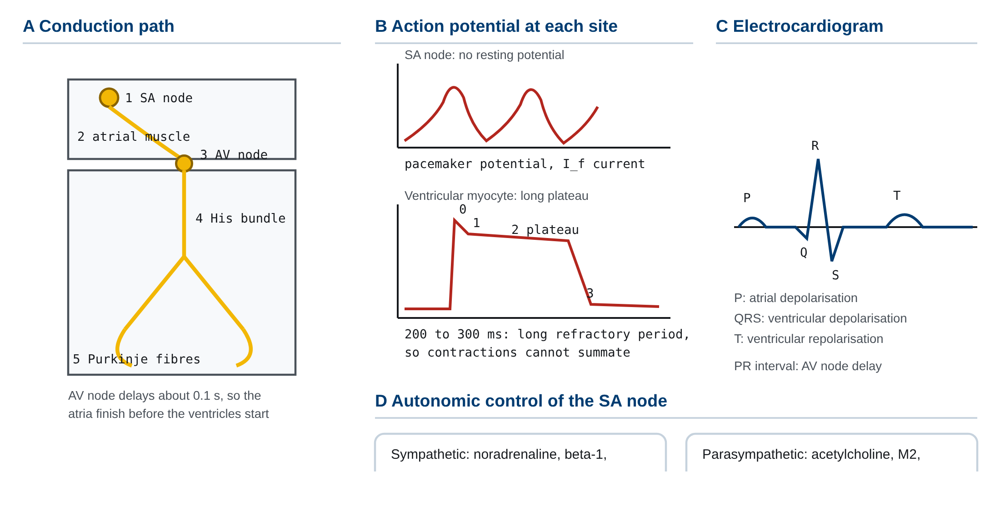 A Conduction path
1 SA node
2 atrial muscle
3 AV node
4 His bundle
5 Purkinje fibres
AV node delays about 0.1 s, so the
atria finish before the ventricles start
B Action potential at each site
SA node: no resting potential
pacemaker potential, I_f current
Ventricular myocyte: long plateau
0
1
2 plateau
3
200 to 300 ms: long refractory period,
so contractions cannot summate
C Electrocardiogram
R
P
T
Q
S
P: atrial depolarisation
QRS: ventricular depolarisation
T: ventricular repolarisation
PR interval: AV node delay
D Autonomic control of the SA node
Sympathetic: noradrenaline, beta-1,
Parasympathetic: acetylcholine, M2,